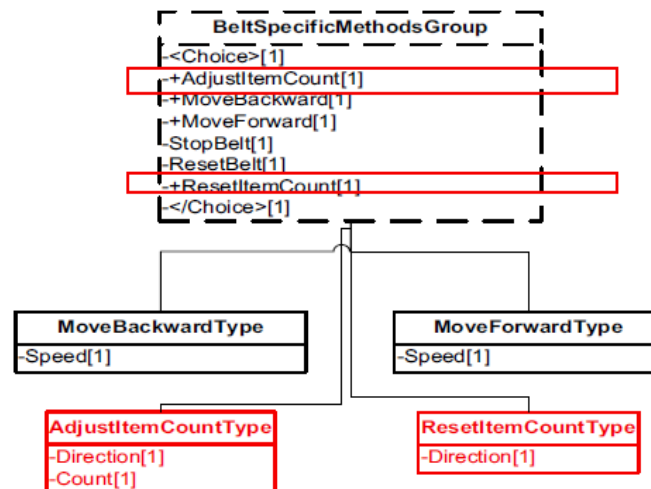 BeltSpecificMethodsGroup
-<Choice>[1]
-+AdjustItemCount[1]
-+MoveBackward[1]
-+MoveForward[1]
-StopBelt[1]
-ResetBelt[1]
-+ResetItemCount[1]
-</Choice>[1]
MoveBackwardType
-Speed[1]
MoveForwardType
-Speed[1]
AdjustItemCountType
-Direction[1]
-Count[1]
ResetItemCountType
-Direction[1]